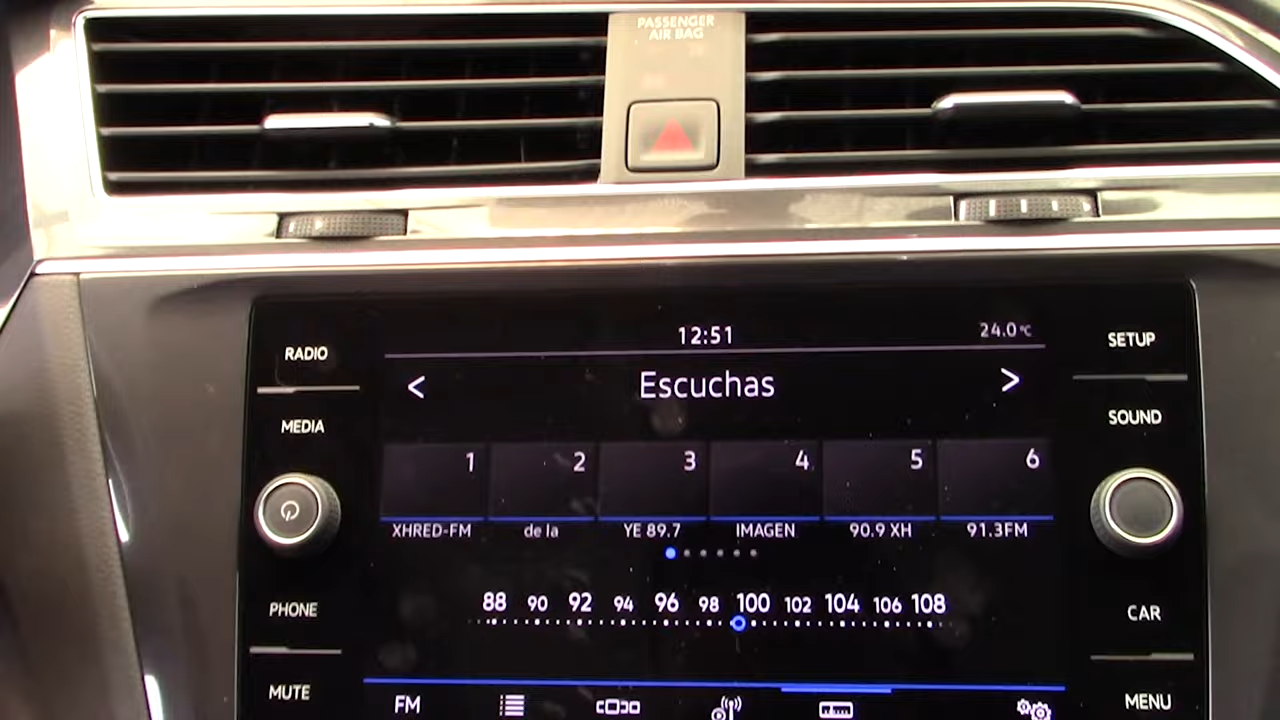 PASSENGER
AIR BAG
12:51
24.0 °C
RADIO
SETUP
< Escuchas >
MEDIA
SOUND
1 2 3 4 5 6
XHRED-FM de la YE 89.7 IMAGEN 90.9 XH 91.3FM
88 90 92 94 96 98 100 102 104 106 108
PHONE
CAR
MUTE
FM
MENU